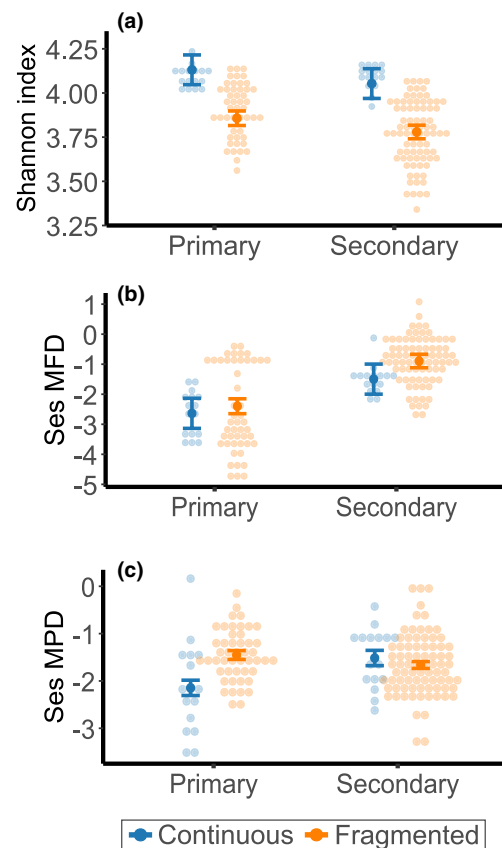 (a)
Shannon index
4.25
4.00
3.75
3.50
3.25
Primary Secondary
(b)
Ses MFD
1
0
-1
-2
-3
-4
-5
Primary Secondary
(c)
Ses MPD
0
-1
-2
-3
Primary Secondary
Continuous Fragmented